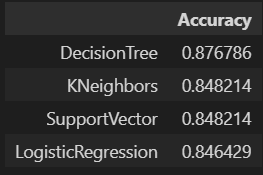 Accuracy
DecisionTree 0.876786
KNeighbors 0.848214
SupportVector 0.848214
LogisticRegression 0.846429